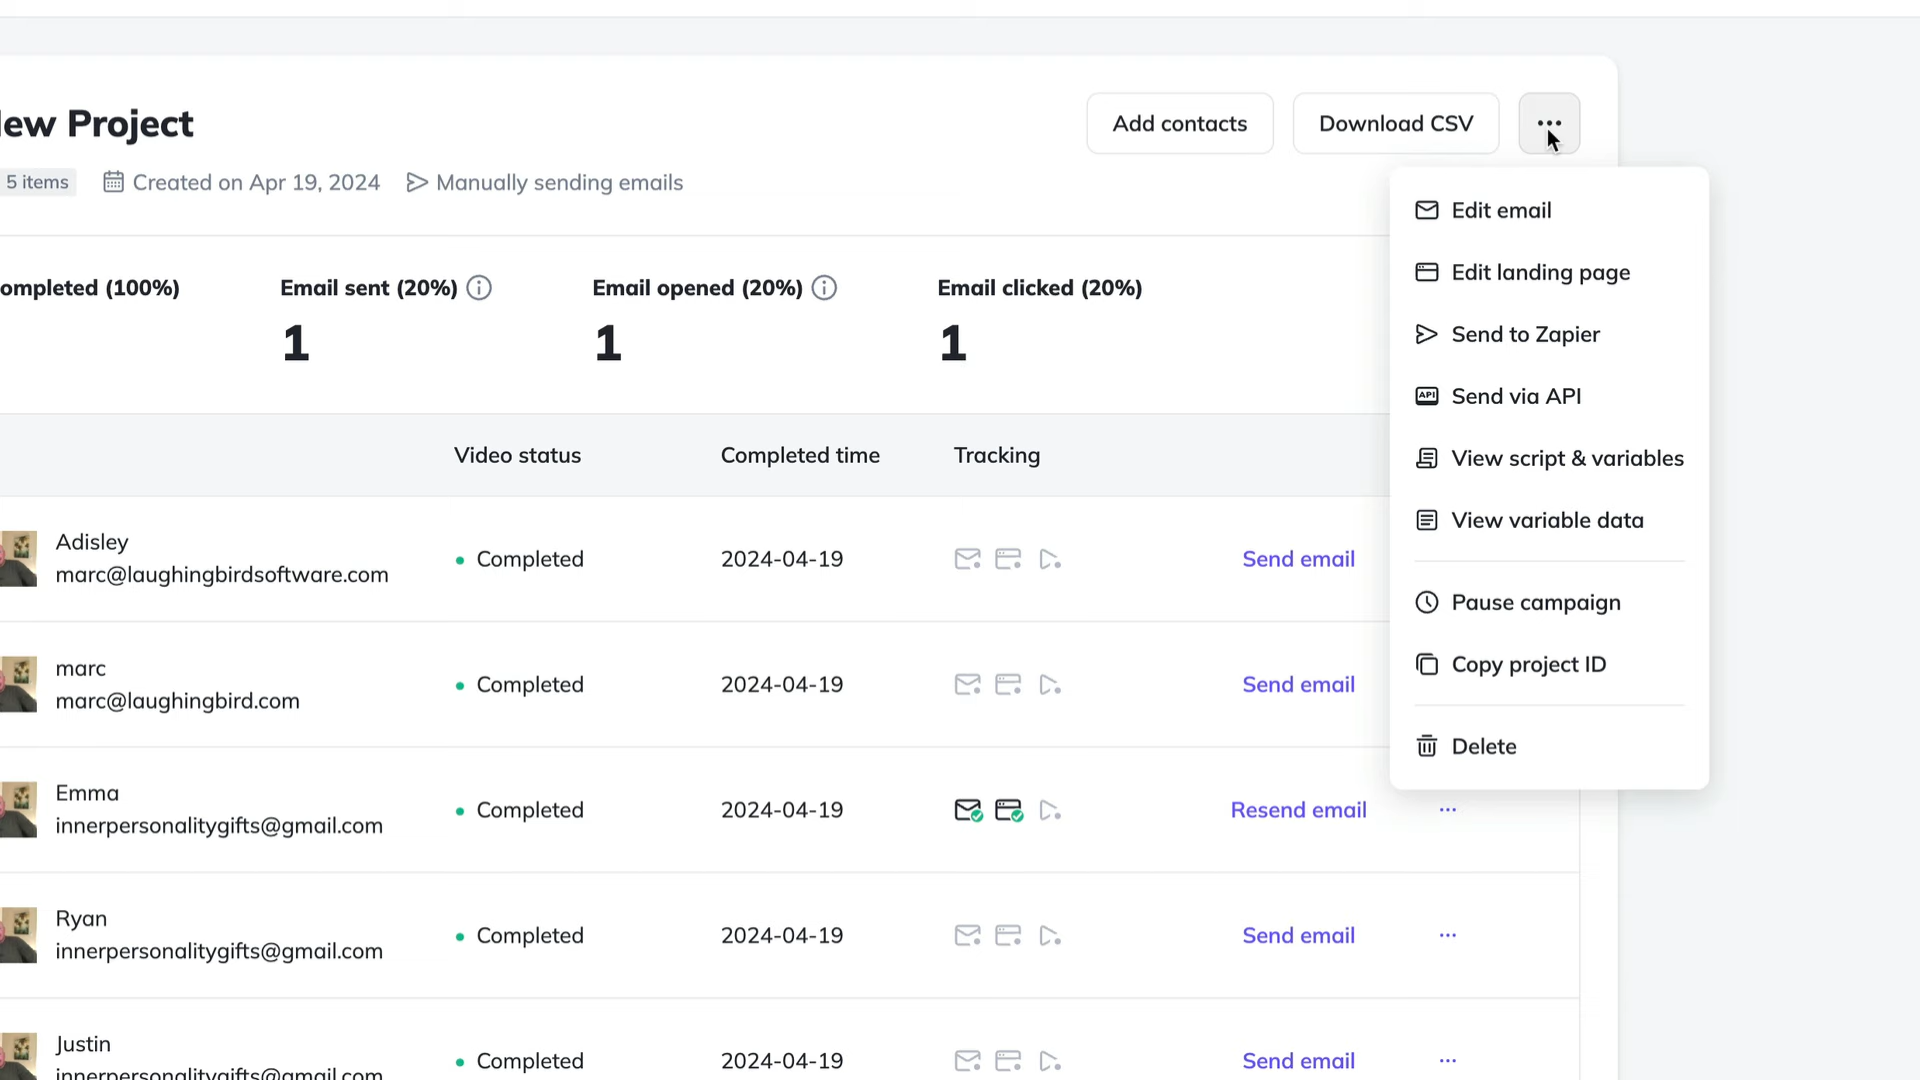 ew Project
Add contacts
Download CSV
5 items
Created on Apr 19, 2024
Manually sending emails
ompleted (100%)
Email sent (20%)
Email opened (20%)
Email clicked (20%)
1
1
1
Edit email
Edit landing page
Send to Zapier
API Send via API
View script & variables
View variable data
Pause campaign
Copy project ID
Delete
Video status
Completed time
Tracking
Adisley
marc@laughingbirdsoftware.com
Completed
2024-04-19
Send email
marc
marc@laughingbird.com
Completed
2024-04-19
Send email
Emma
innerpersonalitygifts@gmail.com
Completed
2024-04-19
Resend email
Ryan
innerpersonalitygifts@gmail.com
Completed
2024-04-19
Send email
Justin
innerpersonalitygifts@gmail.com
Completed
2024-04-19
Send email